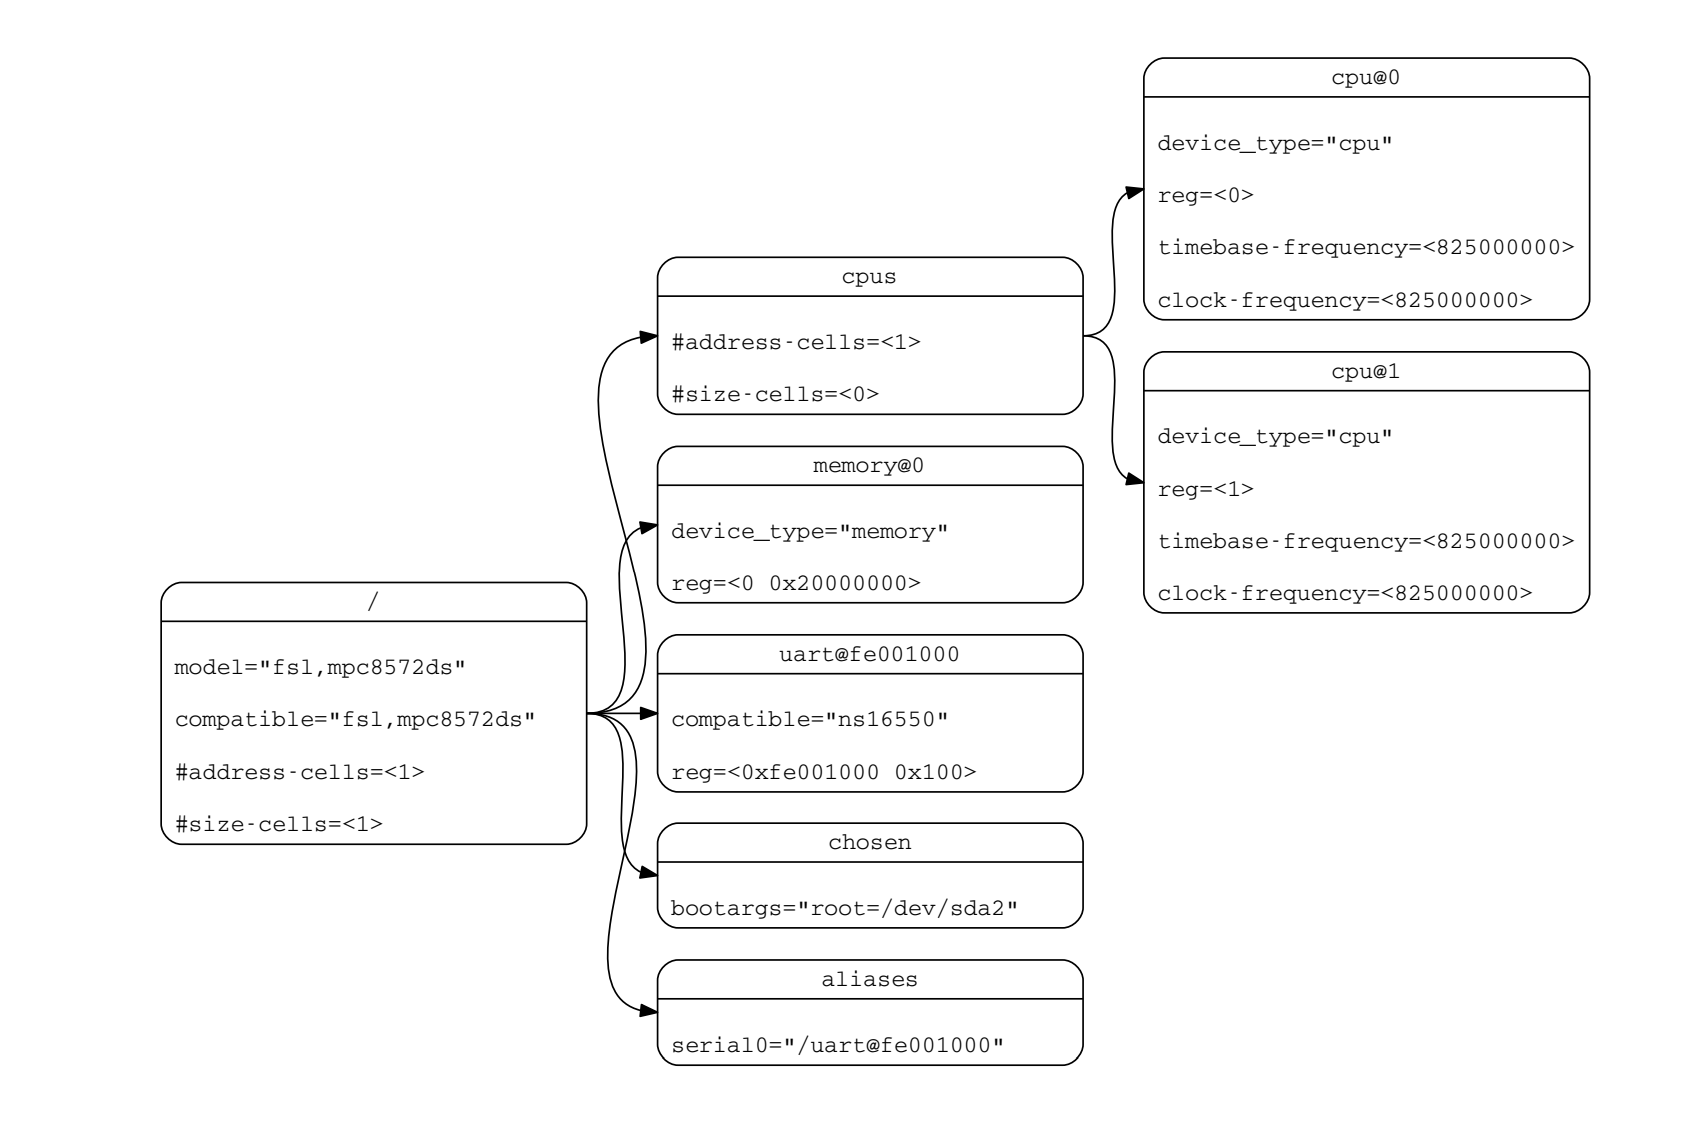 /
model="fsl,mpc8572ds"
compatible="fsl,mpc8572ds"
#address-cells=<1>
#size-cells=<1>
cpus
#address-cells=<1>
#size-cells=<0>
memory@0
device_type="memory"
reg=<0 0x20000000>
uart@fe001000
compatible="ns16550"
reg=<0xfe001000 0x100>
chosen
bootargs="root=/dev/sda2"
aliases
serial0="/uart@fe001000"
cpu@0
device_type="cpu"
reg=<0>
timebase-frequency=<825000000>
clock-frequency=<825000000>
cpu@1
device_type="cpu"
reg=<1>
timebase-frequency=<825000000>
clock-frequency=<825000000>